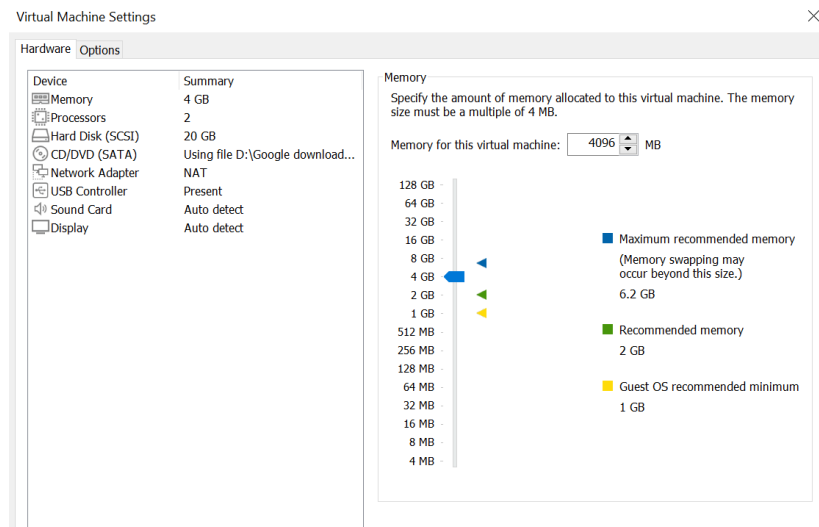 Virtual Machine Settings
Hardware Options
Device Summary
Memory 4 GB
Processors 2
Hard Disk (SCSI) 20 GB
CD/DVD (SATA) Using file D:\Google download...
Network Adapter NAT
USB Controller Present
Sound Card Auto detect
Display Auto detect
Memory
Specify the amount of memory allocated to this virtual machine. The memory
size must be a multiple of 4 MB.
Memory for this virtual machine: 4096 MB
128 GB
64 GB
32 GB
16 GB
8 GB
4 GB
2 GB
1 GB
512 MB
256 MB
128 MB
64 MB
32 MB
16 MB
8 MB
4 MB
Maximum recommended memory
(Memory swapping may
occur beyond this size.)
6.2 GB
Recommended memory
2 GB
Guest OS recommended minimum
1 GB